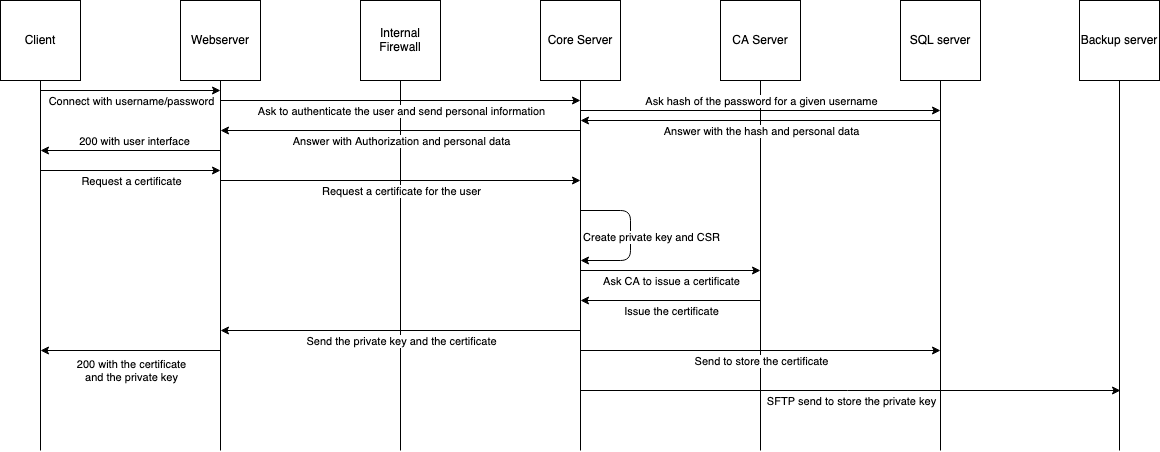 Client
Webserver
Internal
Firewall
Core Server
CA Server
SQL server
Backup server
Connect with username/password
Ask to authenticate the user and send personal information
Ask hash of the password for a given username
Answer with the hash and personal data
Answer with Authorization and personal data
200 with user interface
Request a certificate
Request a certificate for the user
Create private key and CSR
Ask CA to issue a certificate
Issue the certificate
Send the private key and the certificate
200 with the certificate
and the private key
Send to store the certificate
SFTP send to store the private key